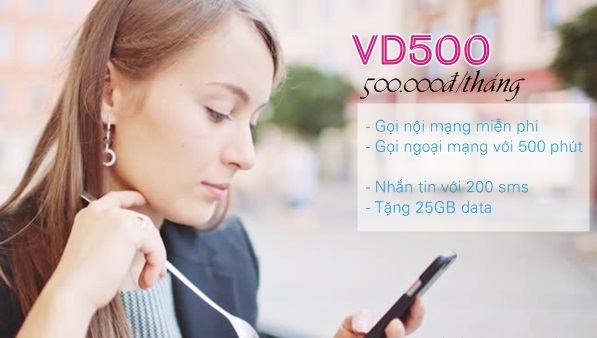 VD500
500.000đ/tháng
- Gọi nội mạng miễn phí
- Gọi ngoại mạng với 500 phút
- Nhắn tin với 200 sms
- Tặng 25GB data